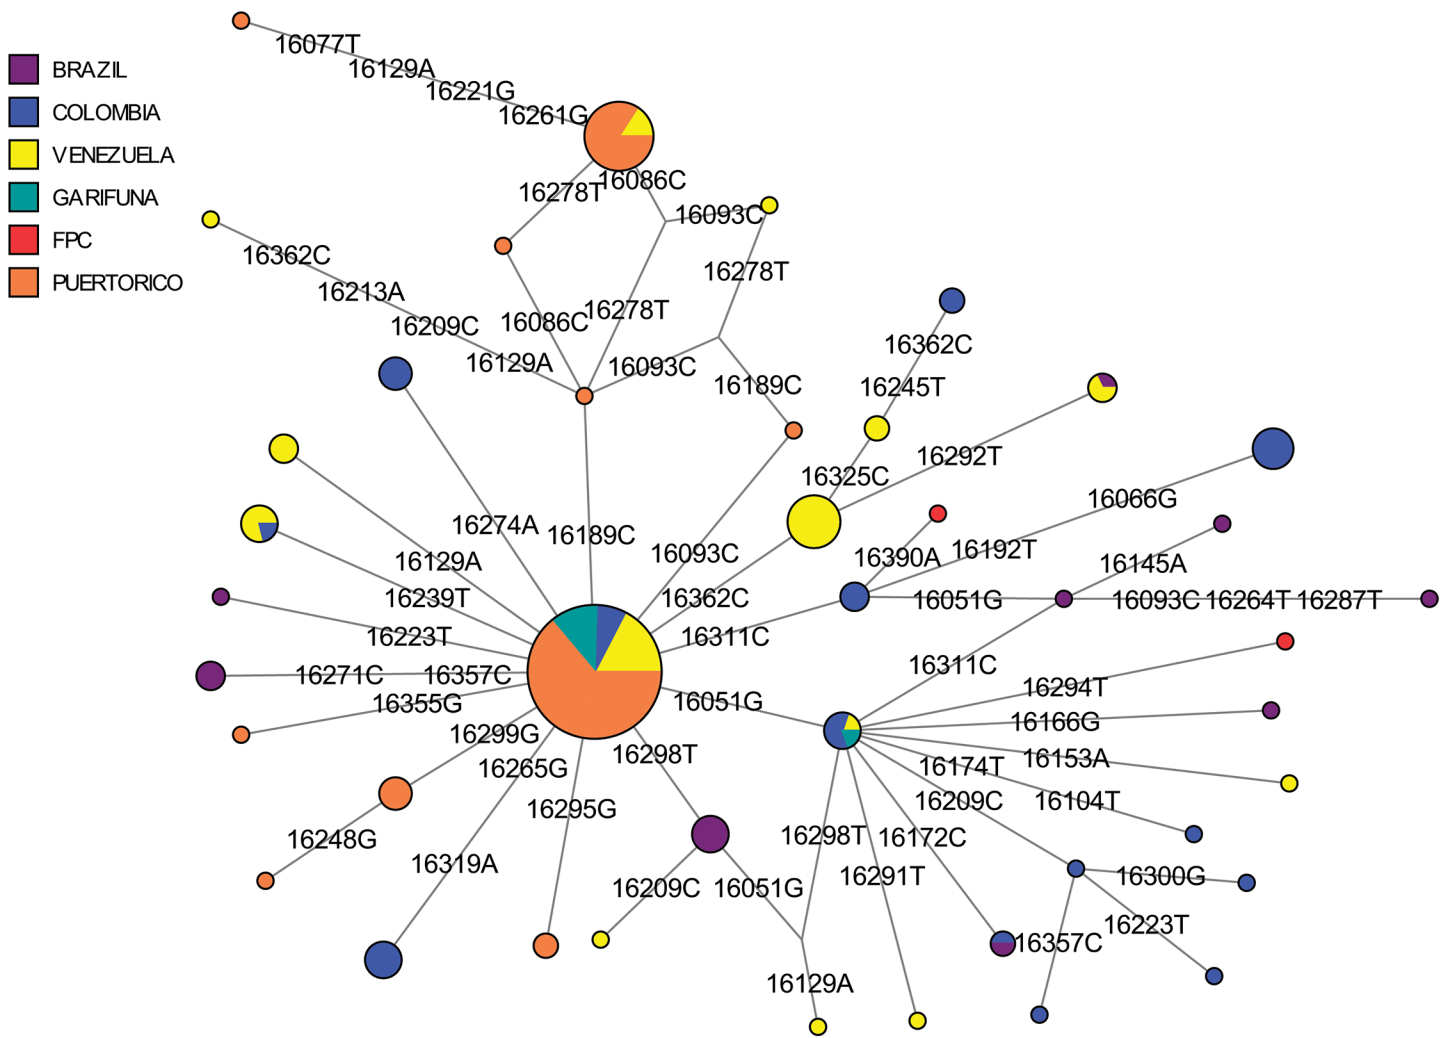 BRAZIL
COLOMBIA
VENEZUELA
GARIFUNA
FPC
PUERTORICO
16077T
16129A
16221G
16261G
16278T
16086C
16093C
16362C
16213A
16209C
16129A
16086C
16278T
16278T
16093C
16189C
16362C
16245T
16325C
16292T
16274A
16189C
16093C
16129A
16239T
16223T
16271C
16357C
16355G
16362C
16311C
16390A
16192T
16066G
16051G
16145A
16093C
16264T
16287T
16311C
16294T
16166G
16153A
16174T
16104T
16209C
16051G
16299G
16265G
16298T
16295G
16248G
16319A
16209C
16051G
16298T
16172C
16291T
16129A
16300G
16223T
16357C